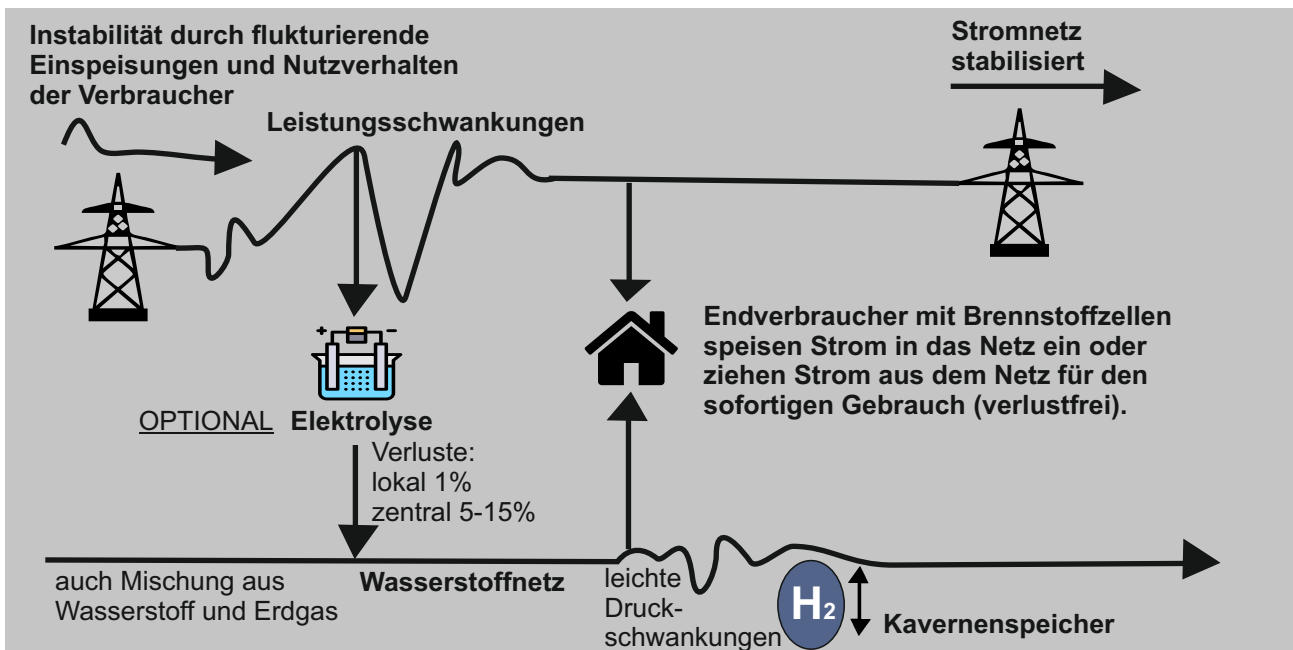 Instabilität durch flukturierende
Einspeisungen und Nutzverhalten
der Verbraucher
Stromnetz
stabilisiert
Leistungsschwankungen
+ −
Endverbraucher mit Brennstoffzellen
speisen Strom in das Netz ein oder
ziehen Strom aus dem Netz für den
sofortigen Gebrauch (verlustfrei).
OPTIONAL Elektrolyse
Verluste:
lokal 1%
zentral 5-15%
auch Mischung aus
Wasserstoff und Erdgas
Wasserstoffnetz
leichte
Druck-
schwankungen
H2
Kavernenspeicher